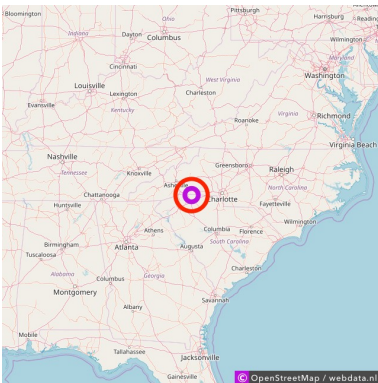 Bloomington
Pittsburgh
Harrisburg
Reading
Ohio
Indiana
Dayton
Columbus
Wilmington
Maryland
Cincinnati
Washington
West Virginia
Louisville
Lexington
Charleston
Evansville
Kentucky
Virginia
Richmond
Roanoke
Virginia Beach
Nashville
Greensboro
Tennessee
Knoxville
Raleigh
Chattanooga
Asheville
North Carolina
Huntsville
Charlotte
Fayetteville
Wilmington
Athens
Columbia
Florence
Birmingham
Atlanta
South Carolina
Tuscaloosa
Augusta
Alabama
Columbus
Georgia
Charleston
Montgomery
Albany
Savannah
Mobile
Tallahassee
Jacksonville
Gainesville
© OpenStreetMap / webdata.nl